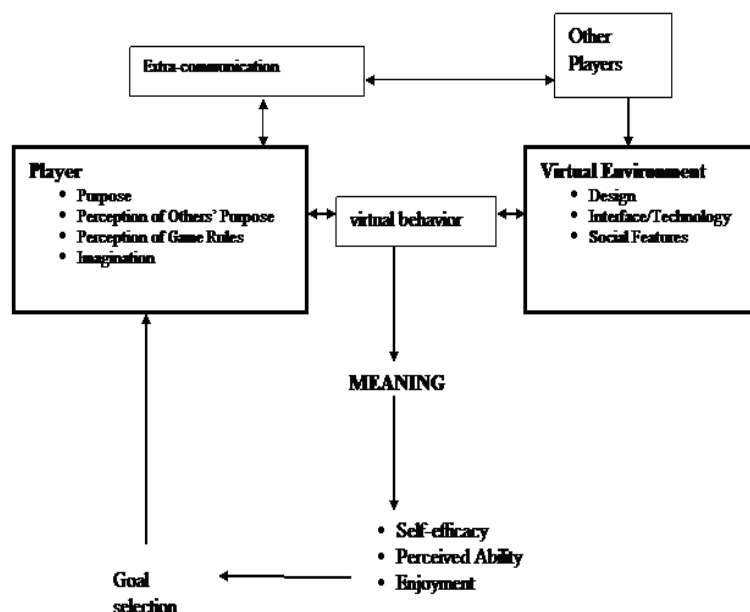 Extra-communication
Other
Players
Player
• Purpose
• Perception of Others' Purpose
• Perception of Game Rules
• Imagination
virtual behavior
Virtual Environment
• Design
• Interface/Technology
• Social Features
MEANING
• Self-efficacy
• Perceived Ability
• Enjoyment
Goal
selection